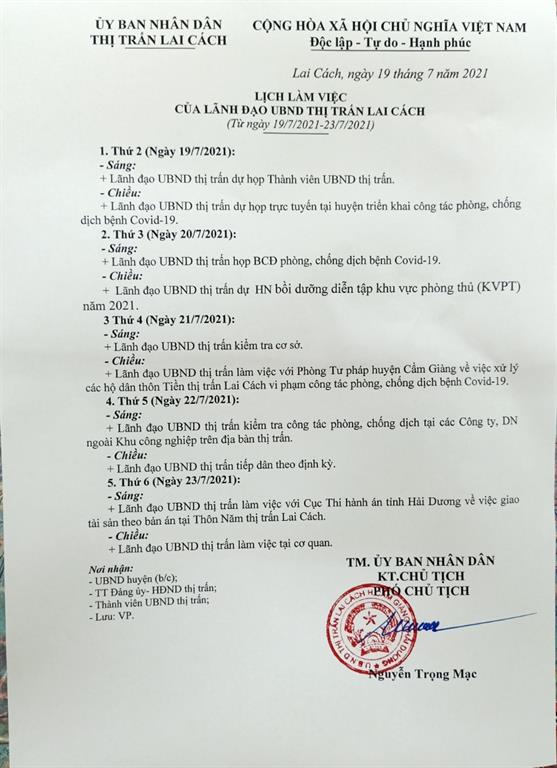 ỦY BAN NHÂN DÂN
THỊ TRẤN LAI CÁCH
CỘNG HÒA XÃ HỘI CHỦ NGHĨA VIỆT NAM
Độc lập - Tự do - Hạnh phúc
Lai Cách, ngày 19 tháng 7 năm 2021
LỊCH LÀM VIỆC
CỦA LÃNH ĐẠO UBND THỊ TRẤN LAI CÁCH
(Từ ngày 19/7/2021-23/7/2021)
1. Thứ 2 (Ngày 19/7/2021):
- Sáng:
+ Lãnh đạo UBND thị trấn dự họp Thành viên UBND thị trấn.
- Chiều:
+ Lãnh đạo UBND thị trấn dự họp trực tuyến tại huyện triển khai công tác phòng, chống
dịch bệnh Covid-19.
2. Thứ 3 (Ngày 20/7/2021):
- Sáng:
+ Lãnh đạo UBND thị trấn họp BCĐ phòng, chống dịch bệnh Covid-19.
- Chiều:
+ Lãnh đạo UBND thị trấn dự HN bồi dưỡng diễn tập khu vực phòng thủ (KVPT)
năm 2021.
3 Thứ 4 (Ngày 21/7/2021):
- Sáng:
+ Lãnh đạo UBND thị trấn kiểm tra cơ sở.
- Chiều:
+ Lãnh đạo UBND thị trấn làm việc với Phòng Tư pháp huyện Cẩm Giàng về việc xử lý
các hộ dân thôn Tiền thị trấn Lai Cách vi phạm công tác phòng, chống dịch bệnh Covid-19.
4. Thứ 5 (Ngày 22/7/2021):
- Sáng:
+ Lãnh đạo UBND thị trấn kiểm tra công tác phòng, chống dịch tại các Công ty, DN
ngoài Khu công nghiệp trên địa bàn thị trấn.
- Chiều:
+ Lãnh đạo UBND thị trấn tiếp dân theo định kỳ.
5. Thứ 6 (Ngày 23/7/2021):
- Sáng:
+ Lãnh đạo UBND thị trấn làm việc với Cục Thi hành án tỉnh Hải Dương về việc giao
tài sản theo bản án tại Thôn Năm thị trấn Lai Cách.
- Chiều:
+ Lãnh đạo UBND thị trấn làm việc tại cơ quan.
Nơi nhận:
- UBND huyện (b/c);
- TT Đảng ủy- HĐND thị trấn;
- Thành viên UBND thị trấn;
- Lưu: VP.
TM. ỦY BAN NHÂN DÂN
KT.CHỦ TỊCH
PHÓ CHỦ TỊCH
U.B.N.D THỊ TRẤN LAI CÁCH H. CẨM GIÀNG T. HẢI DƯƠNG
Nguyễn Trọng Mạc